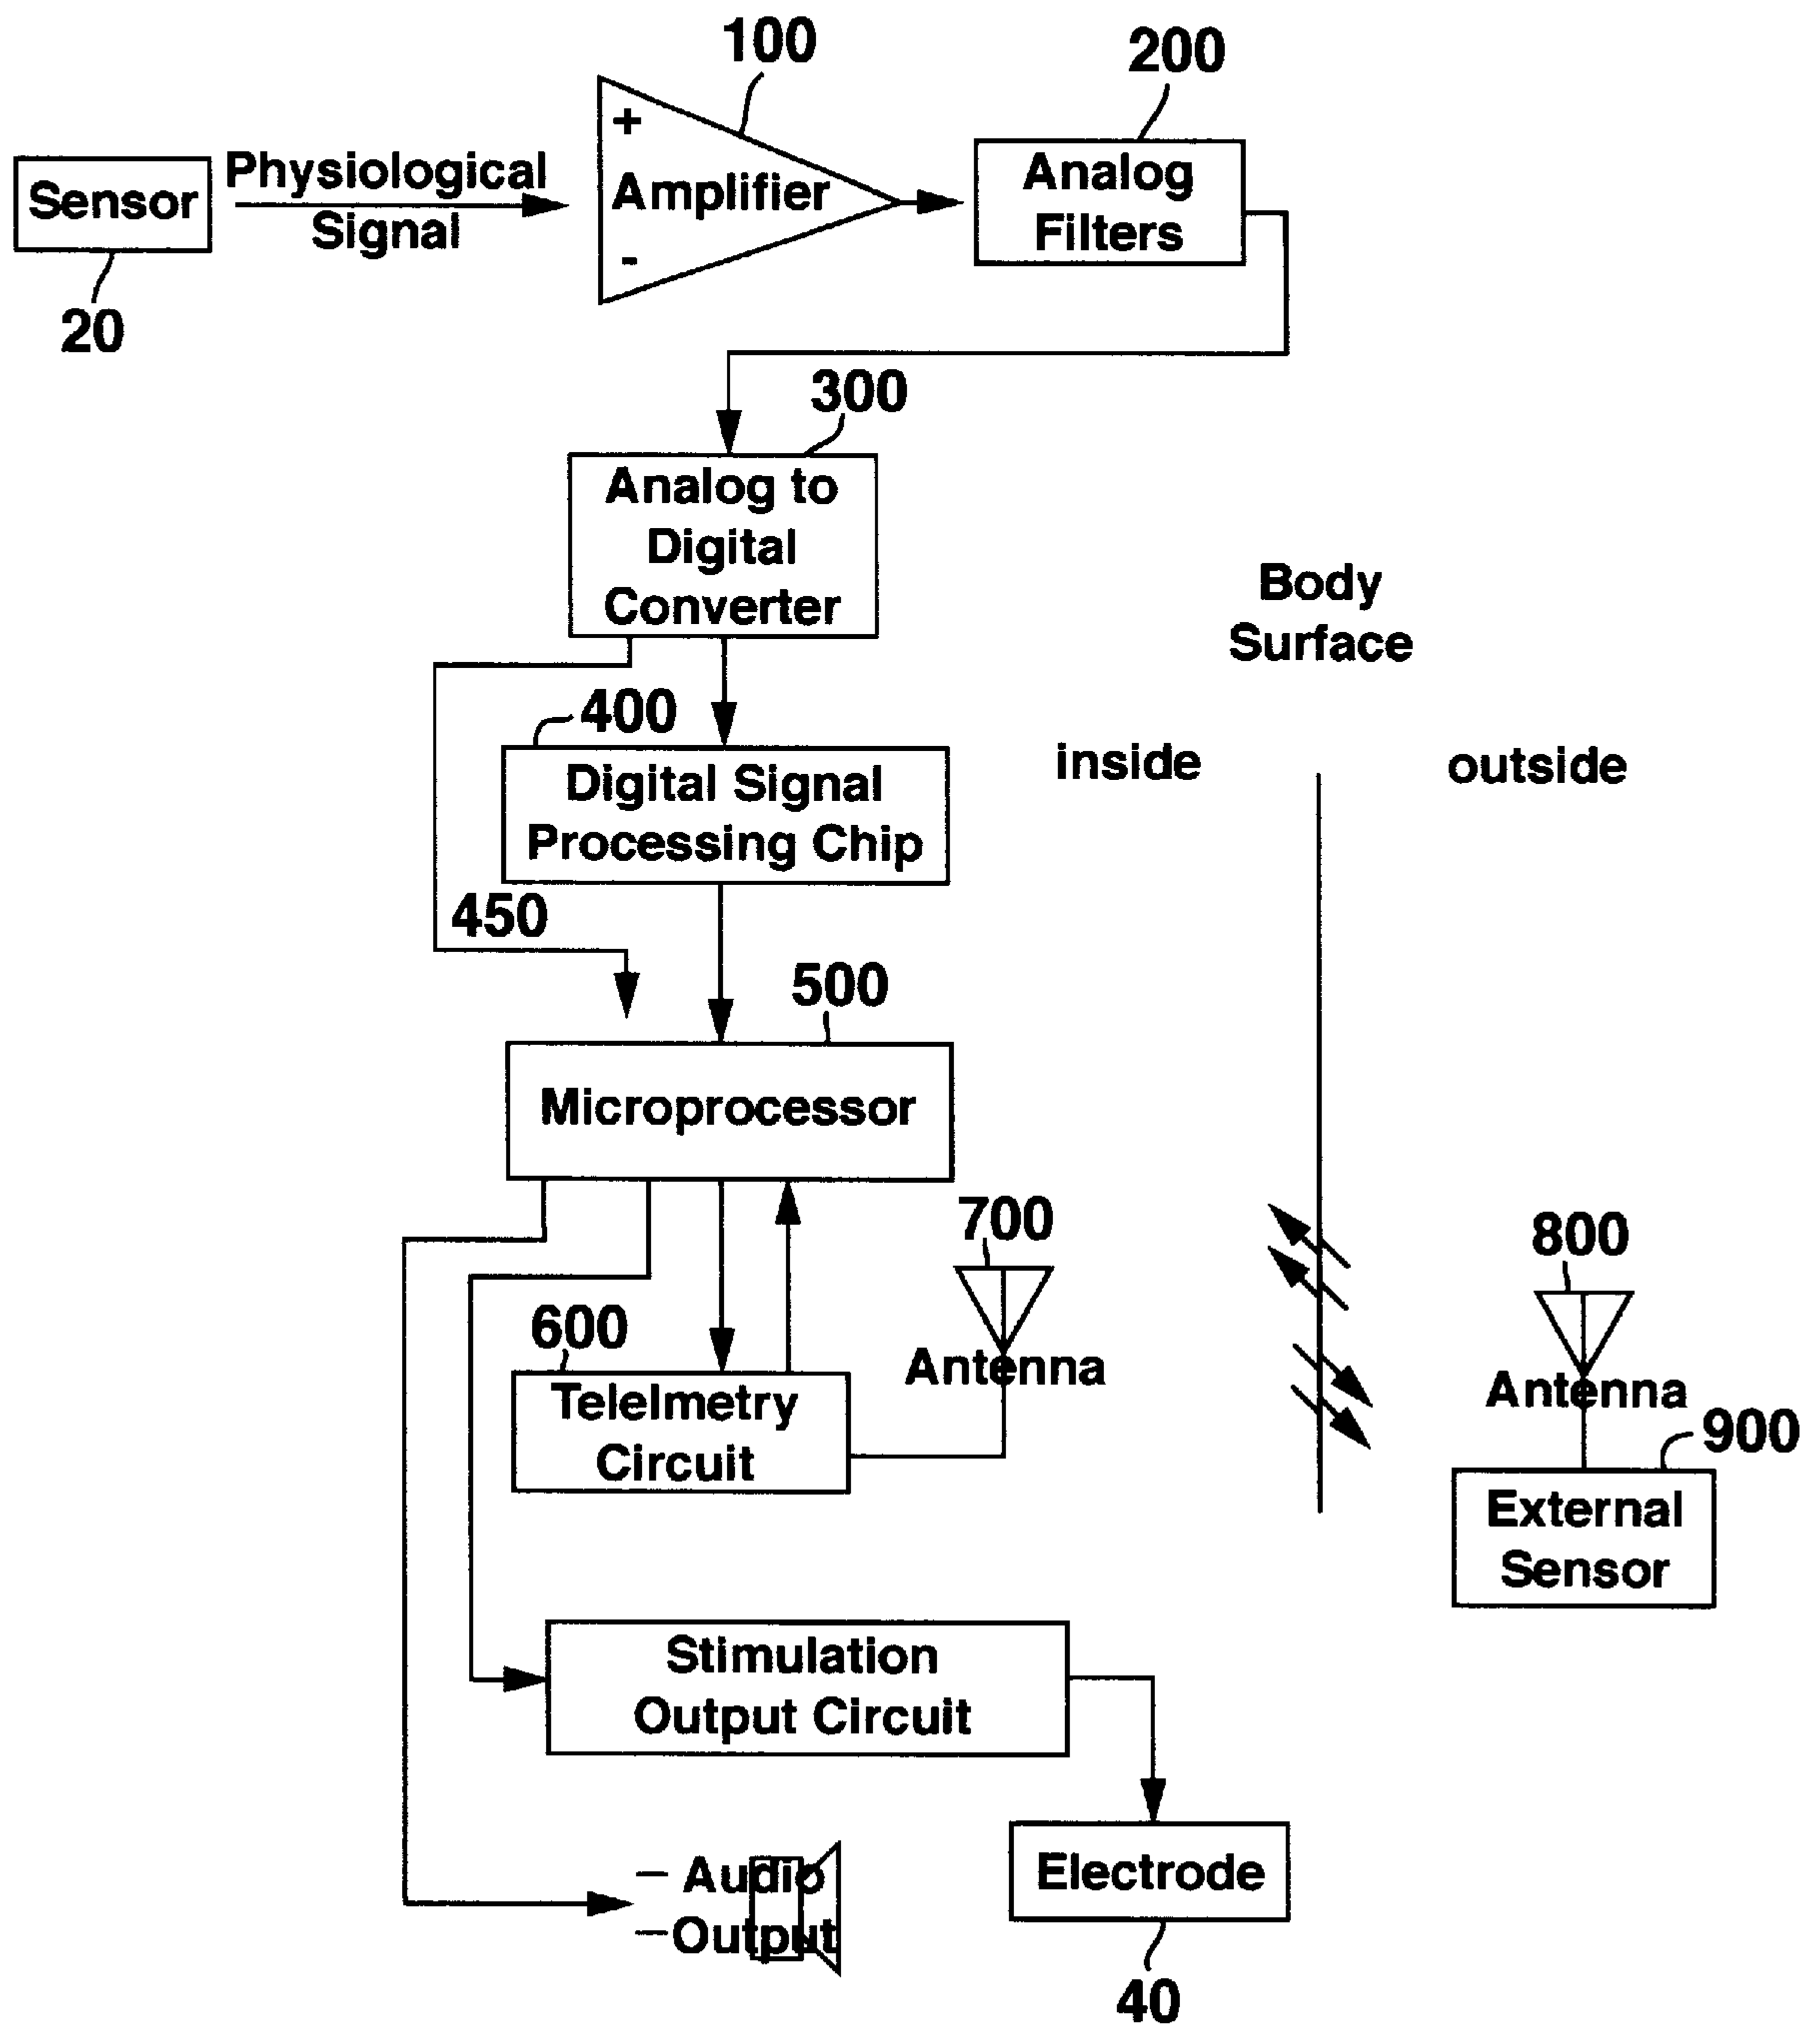 100
200
Sensor
Physiological
Signal
+
Amplifier
-
Analog
Filters
20
300
Analog to
Digital
Converter
Body
Surface
400
inside
outside
Digital Signal
Processing Chip
450
500
Microprocessor
700
800
600
Antenna
Telelmetry
Circuit
Antenna
900
External
Sensor
Stimulation
Output Circuit
Electrode
Audio
Output
40